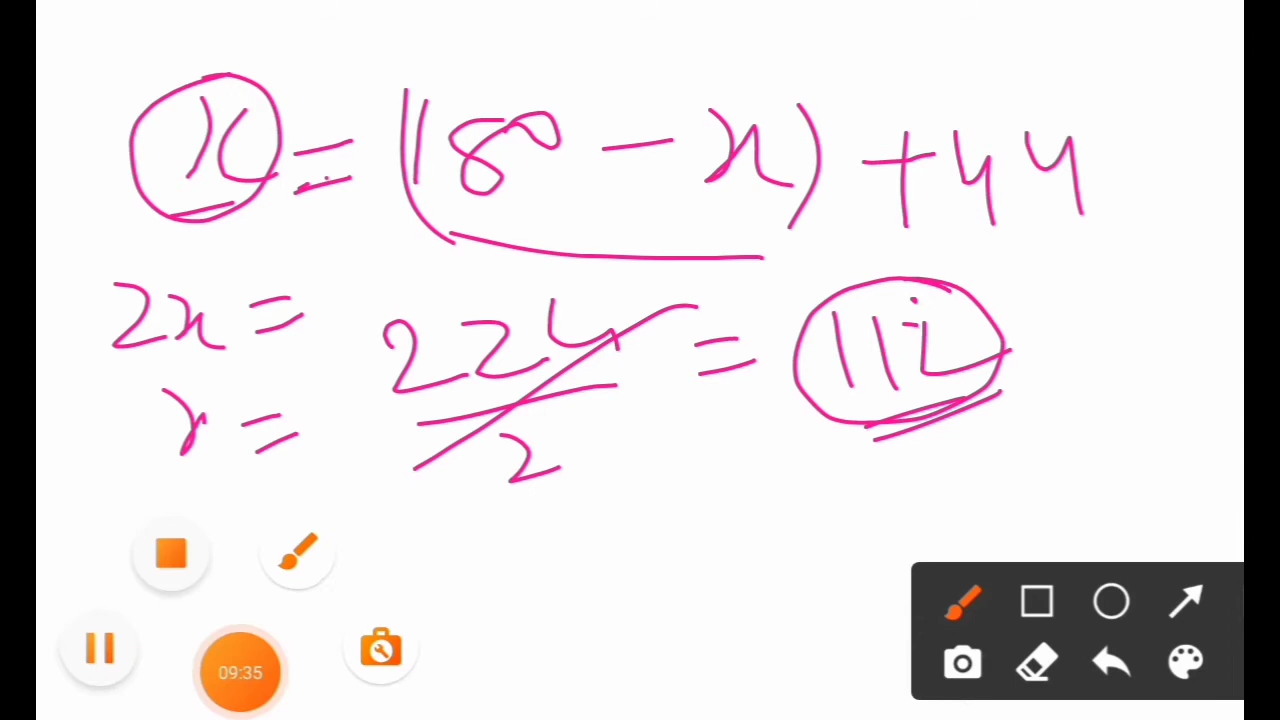 x = (180 - x) + 44
2x =
x = 224/2 = 112
09:35